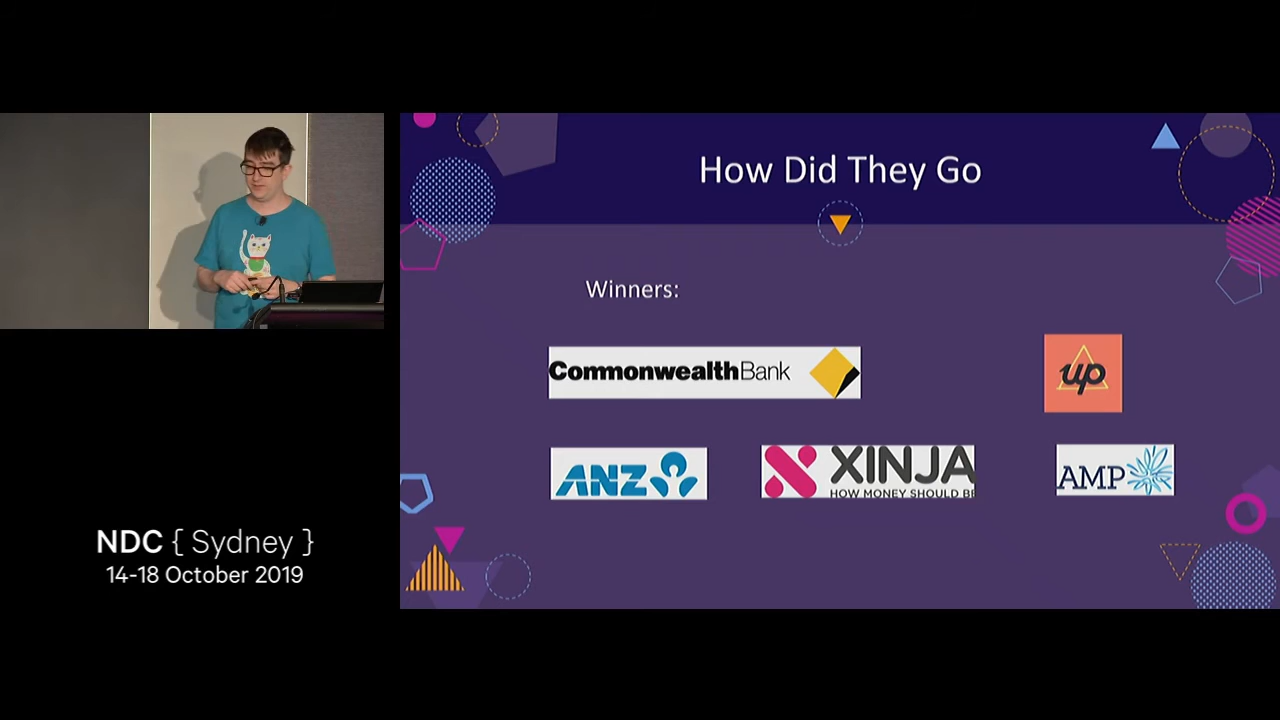 How Did They Go
Winners:
CommonwealthBank
up
ANZ
XINJA
HOW MONEY SHOULD BE
AMP
NDC { Sydney }
14-18 October 2019